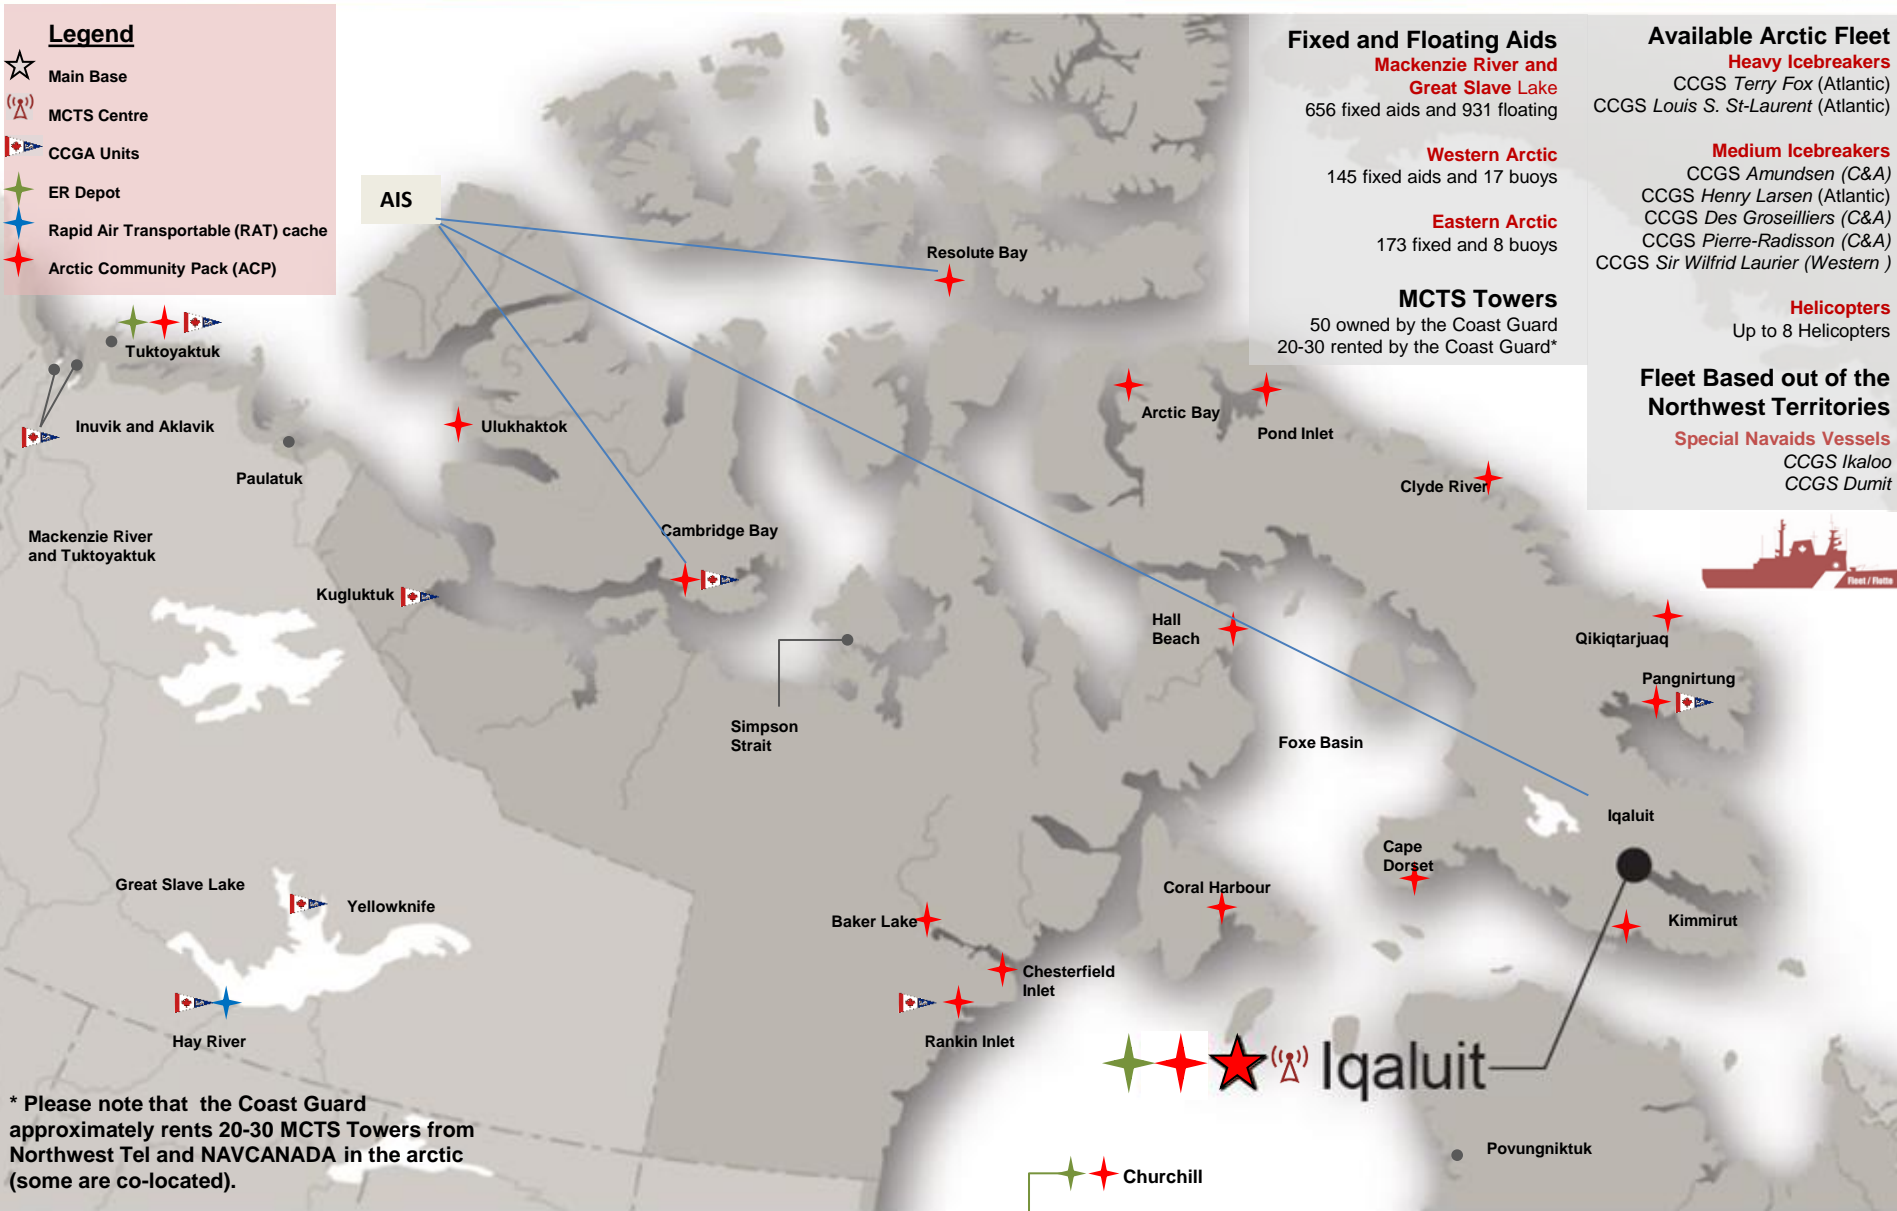 Legend
Main Base
MCTS Centre
CCGA Units
ER Depot
Rapid Air Transportable (RAT) cache
Arctic Community Pack (ACP)
Fixed and Floating Aids
Mackenzie River and
Great Slave Lake
656 fixed aids and 931 floating
Western Arctic
145 fixed aids and 17 buoys
Eastern Arctic
173 fixed and 8 buoys
MCTS Towers
50 owned by the Coast Guard
20-30 rented by the Coast Guard*
Available Arctic Fleet
Heavy Icebreakers
CCGS Terry Fox (Atlantic)
CCGS Louis S. St-Laurent (Atlantic)
Medium Icebreakers
CCGS Amundsen (C&A)
CCGS Henry Larsen (Atlantic)
CCGS Des Groseilliers (C&A)
CCGS Pierre-Radisson (C&A)
CCGS Sir Wilfrid Laurier (Western )
Helicopters
Up to 8 Helicopters
Fleet Based out of the
Northwest Territories
Special Navaids Vessels
CCGS Ikaloo
CCGS Dumit
Fleet / Flotte
AIS
Resolute Bay
Tuktoyaktuk
Inuvik and Aklavik
Ulukhaktok
Arctic Bay
Pond Inlet
Paulatuk
Clyde River
Mackenzie River
and Tuktoyaktuk
Cambridge Bay
Kugluktuk
Hall
Beach
Qikiqtarjuaq
Pangnirtung
Simpson
Strait
Foxe Basin
Iqaluit
Cape
Dorset
Great Slave Lake
Yellowknife
Coral Harbour
Baker Lake
Kimmirut
Chesterfield
Inlet
Hay River
Rankin Inlet
Iqaluit
Povungniktuk
Churchill
* Please note that the Coast Guard
approximately rents 20-30 MCTS Towers from
Northwest Tel and NAVCANADA in the arctic
(some are co-located).